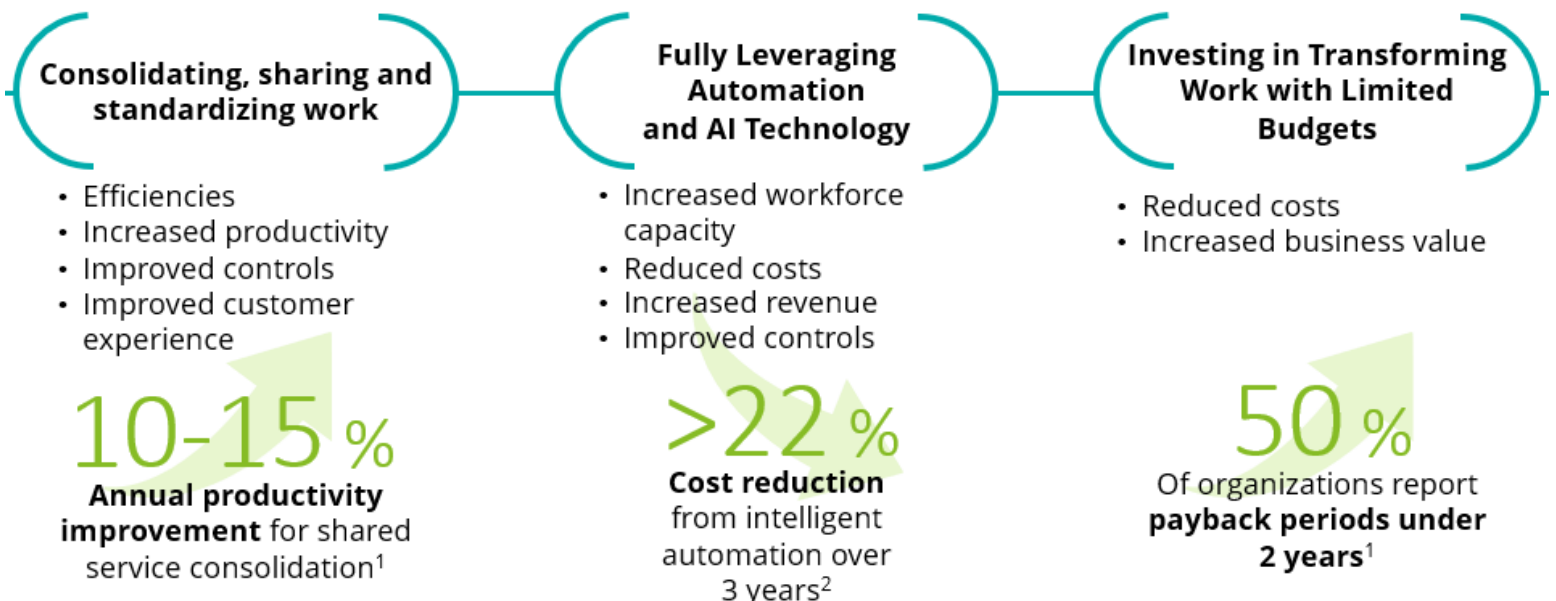 Consolidating, sharing and
standardizing work
• Efficiencies
• Increased productivity
• Improved controls
• Improved customer
experience
10-15 %
Annual productivity
improvement for shared
service consolidation¹
Fully Leveraging
Automation
and AI Technology
• Increased workforce
capacity
• Reduced costs
• Increased revenue
• Improved controls
>22 %
Cost reduction
from intelligent
automation over
3 years²
Investing in Transforming
Work with Limited
Budgets
• Reduced costs
• Increased business value
50 %
Of organizations report
payback periods under
2 years¹